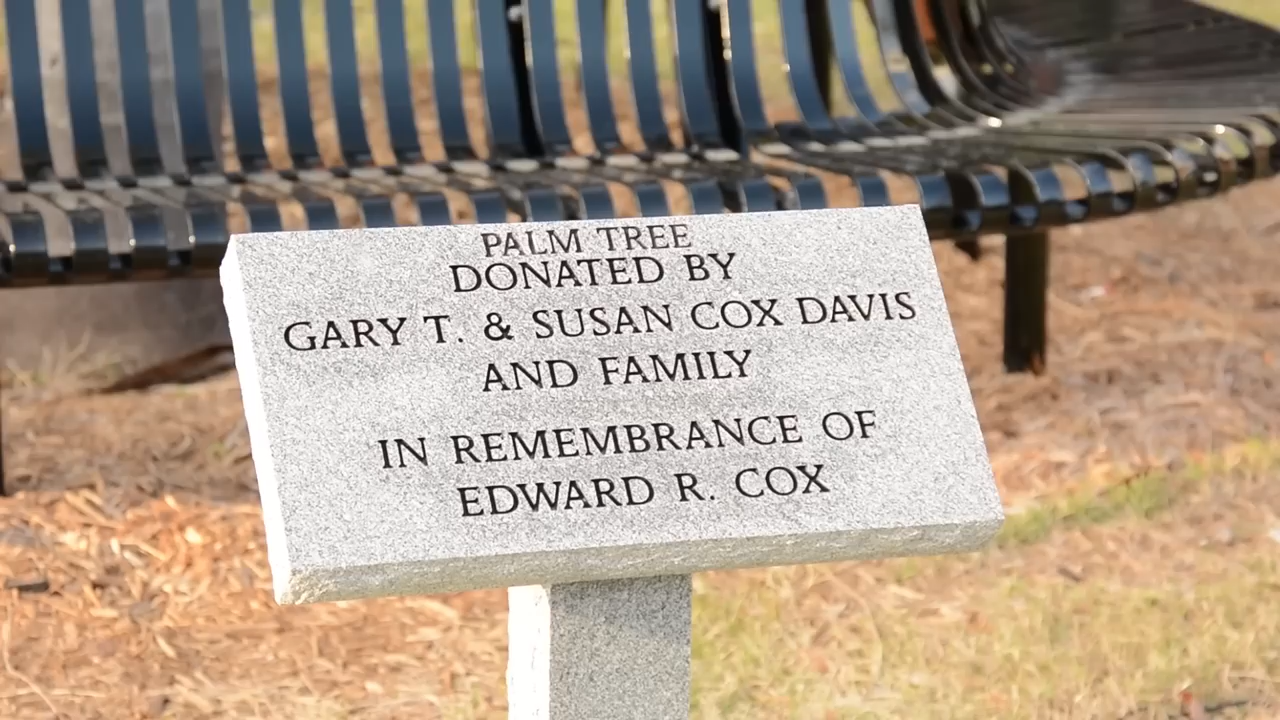 PALM TREE
DONATED BY
GARY T. & SUSAN COX DAVIS
AND FAMILY
IN REMEMBRANCE OF
EDWARD R. COX